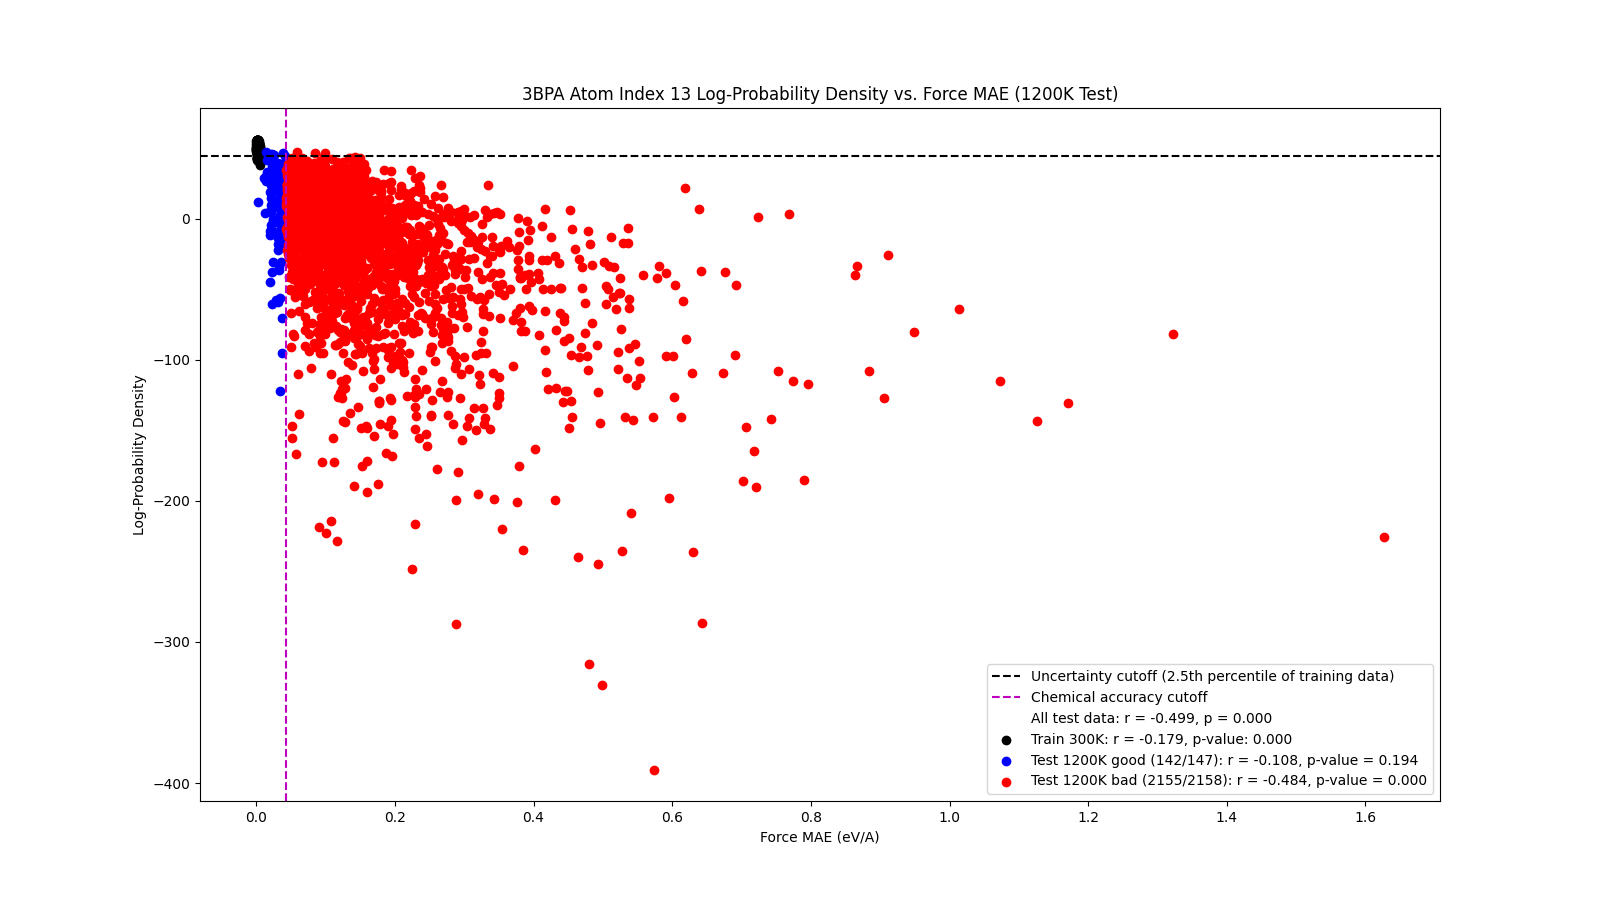 3BPA Atom Index 13 Log-Probability Density vs. Force MAE (1200K Test)
Log-Probability Density
0
−100
−200
−300
−400
0.0 0.2 0.4 0.6 0.8 1.0 1.2 1.4 1.6
Force MAE (eV/A)
Uncertainty cutoff (2.5th percentile of training data)
Chemical accuracy cutoff
All test data: r = -0.499, p = 0.000
Train 300K: r = -0.179, p-value: 0.000
Test 1200K good (142/147): r = -0.108, p-value = 0.194
Test 1200K bad (2155/2158): r = -0.484, p-value = 0.000